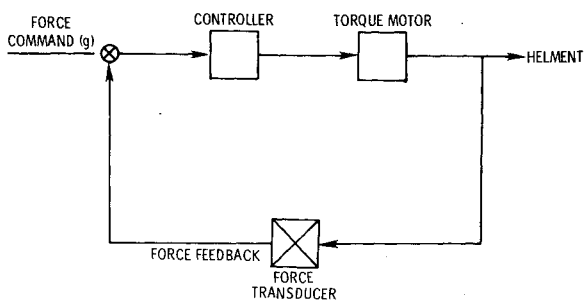 FORCE
COMMAND (g)
CONTROLLER
TORQUE MOTOR
HELMENT
FORCE FEEDBACK
FORCE
TRANSDUCER